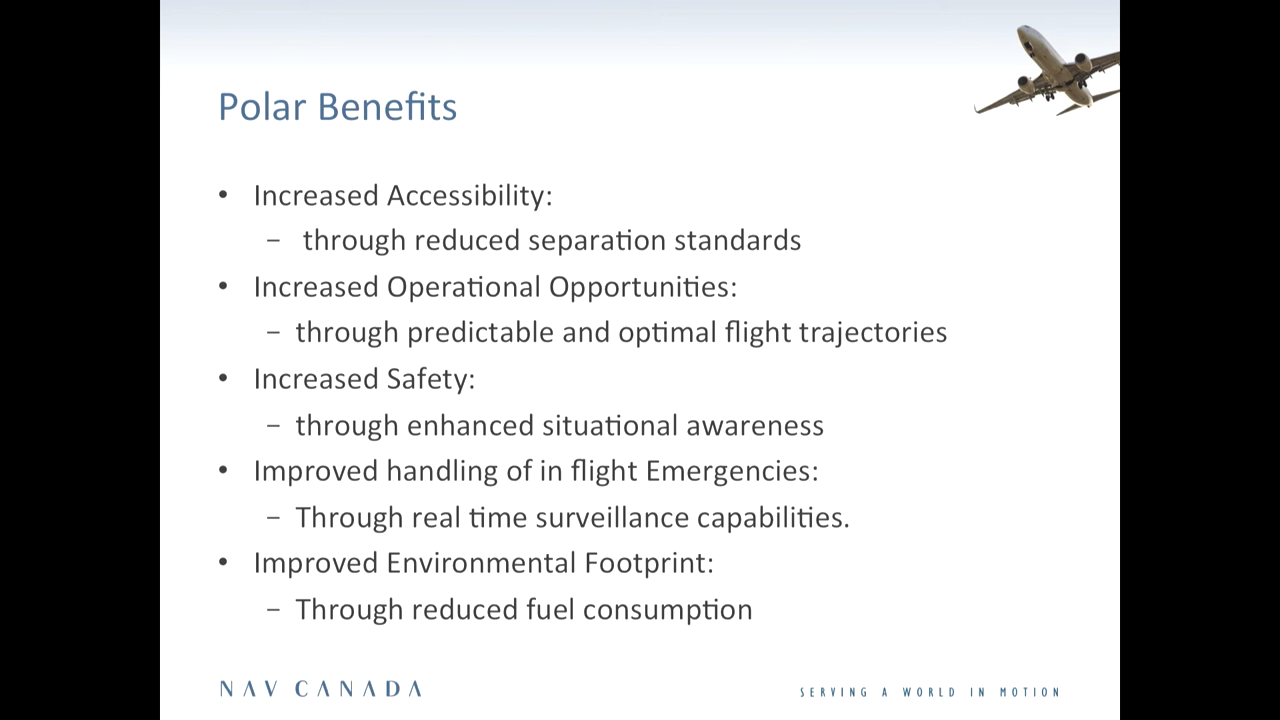 Polar Benefits
• Increased Accessibility:
– through reduced separation standards
• Increased Operational Opportunities:
– through predictable and optimal flight trajectories
• Increased Safety:
– through enhanced situational awareness
• Improved handling of in flight Emergencies:
– Through real time surveillance capabilities.
• Improved Environmental Footprint:
– Through reduced fuel consumption
NAV CANADA
SERVING A WORLD IN MOTION